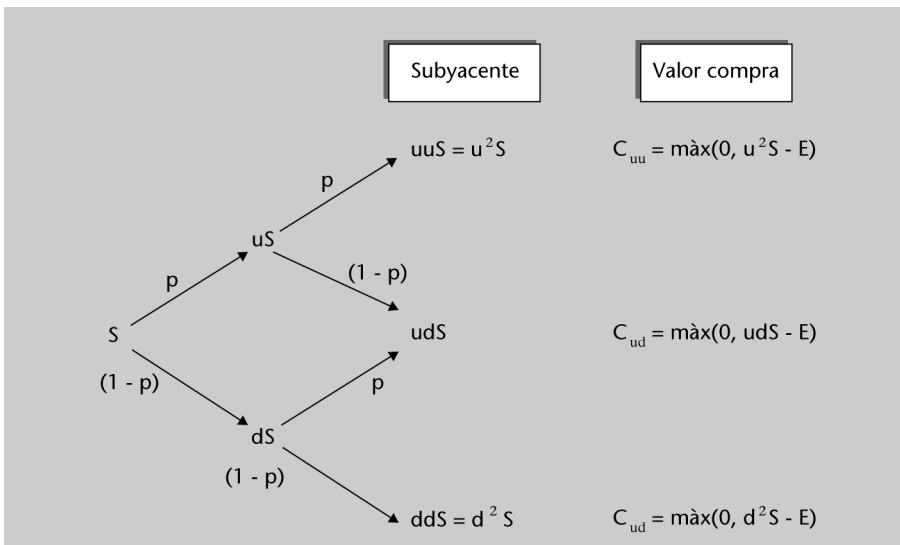 Subyacente Valor compra
uuS = u²S C_uu = màx(0, u²S - E)
p
uS
(1 - p)
p
S udS C_ud = màx(0, udS - E)
(1 - p) p
dS
(1 - p)
ddS = d²S C_ud = màx(0, d²S - E)